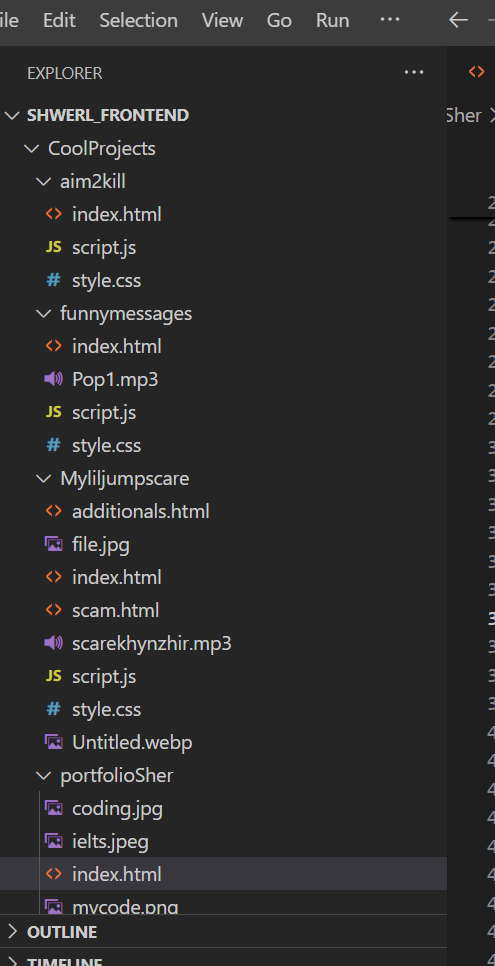 ile Edit Selection View Go Run ...
EXPLORER ...
SHWERL_FRONTEND
Sher
CoolProjects
aim2kill
index.html
JS script.js
# style.css
funnymessages
index.html
Pop1.mp3
JS script.js
# style.css
Myliljumpscare
additionals.html
file.jpg
index.html
scam.html
scarekhynzhir.mp3
JS script.js
# style.css
Untitled.webp
portfolioSher
coding.jpg
ielts.jpeg
index.html
mycode.png
OUTLINE
TIMELINE